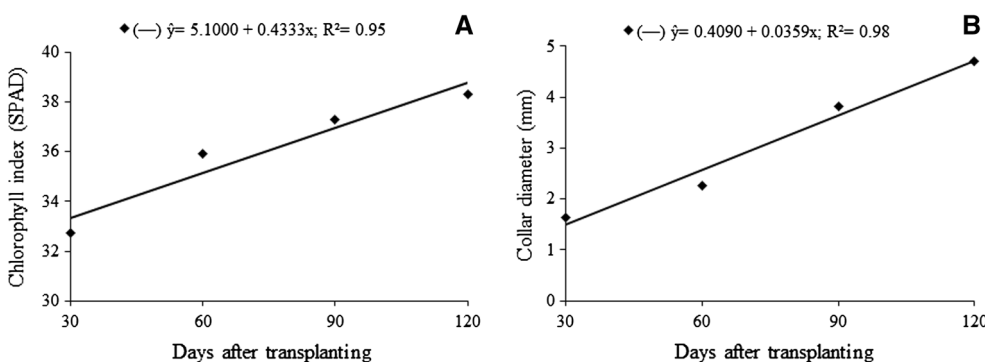 ◆ (—) ŷ= 5.1000 + 0.4333x; R²= 0.95
A
Chlorophyll index (SPAD)
40
38
36
34
32
30
30 60 90 120
Days after transplanting
◆ (—) ŷ= 0.4090 + 0.0359x; R²= 0.98
B
Collar diameter (mm)
5
4
3
2
1
0
30 60 90 120
Days after transplanting